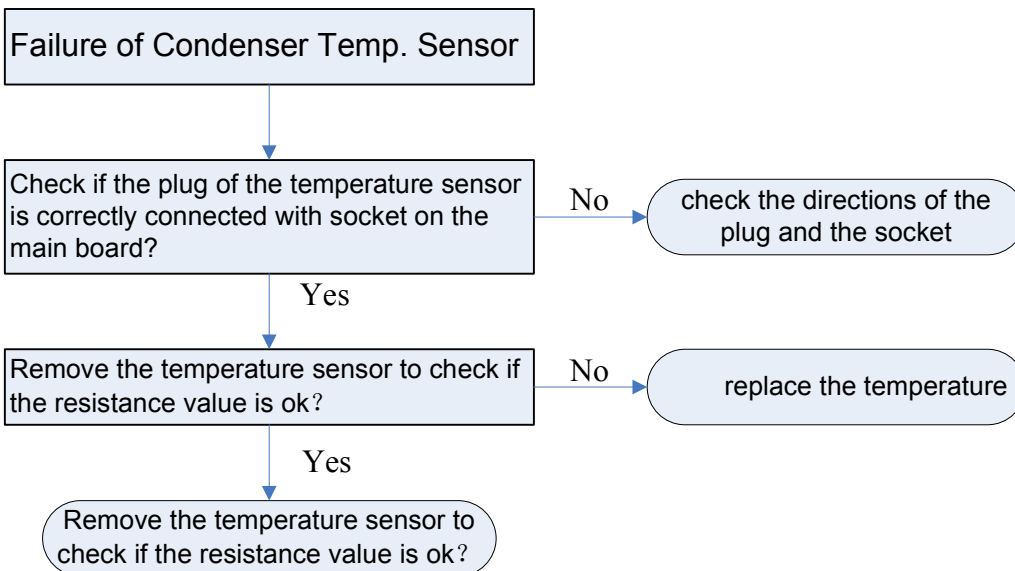 Failure of Condenser Temp. Sensor
Check if the plug of the temperature sensor
is correctly connected with socket on the
main board?
No
check the directions of the
plug and the socket
Yes
Remove the temperature sensor to check if
the resistance value is ok？
No
replace the temperature
Yes
Remove the temperature sensor to
check if the resistance value is ok？